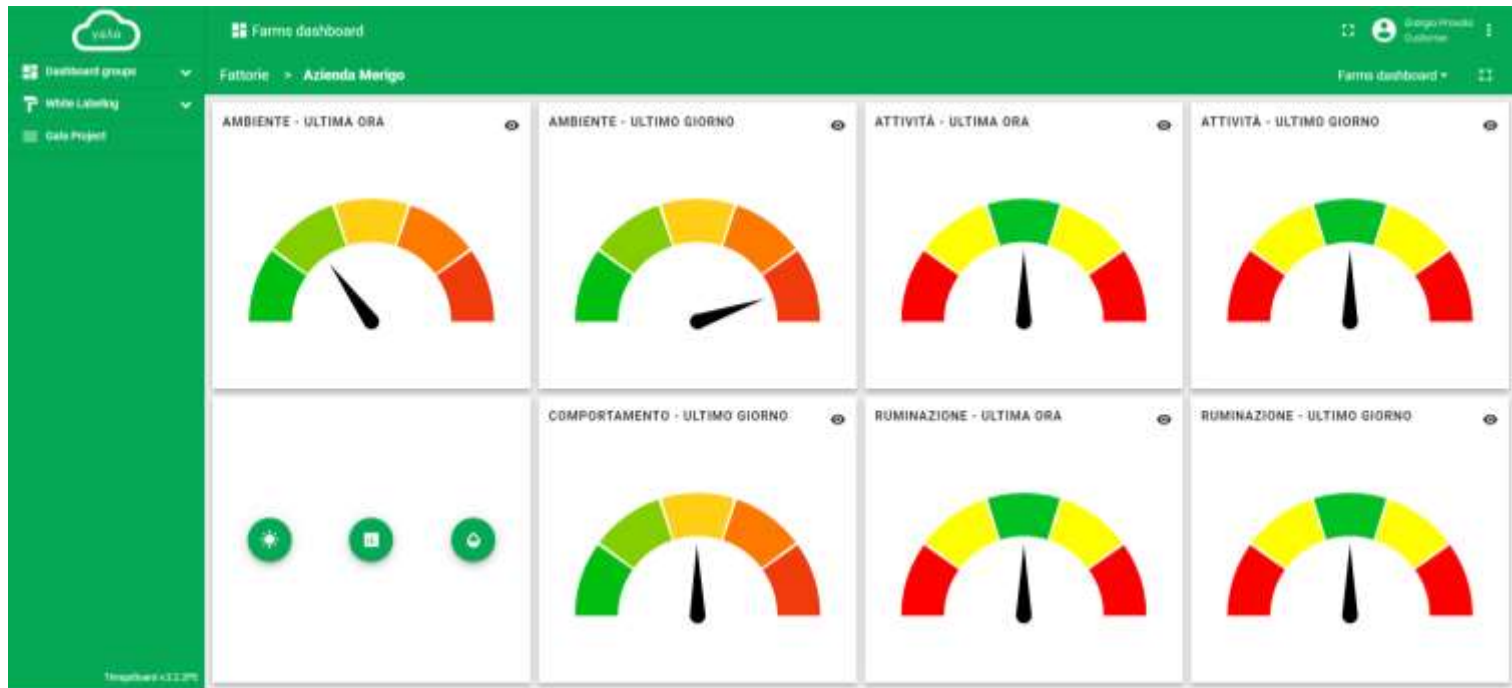 Farms dashboard
Dashboard groups
Fattorie > Azienda Merigo
Farms dashboard
White Labeling
Gala Project
AMBIENTE - ULTIMA ORA
AMBIENTE - ULTIMO GIORNO
ATTIVITÀ - ULTIMA ORA
ATTIVITÀ - ULTIMO GIORNO
COMPORTAMENTO - ULTIMO GIORNO
RUMINAZIONE - ULTIMA ORA
RUMINAZIONE - ULTIMO GIORNO